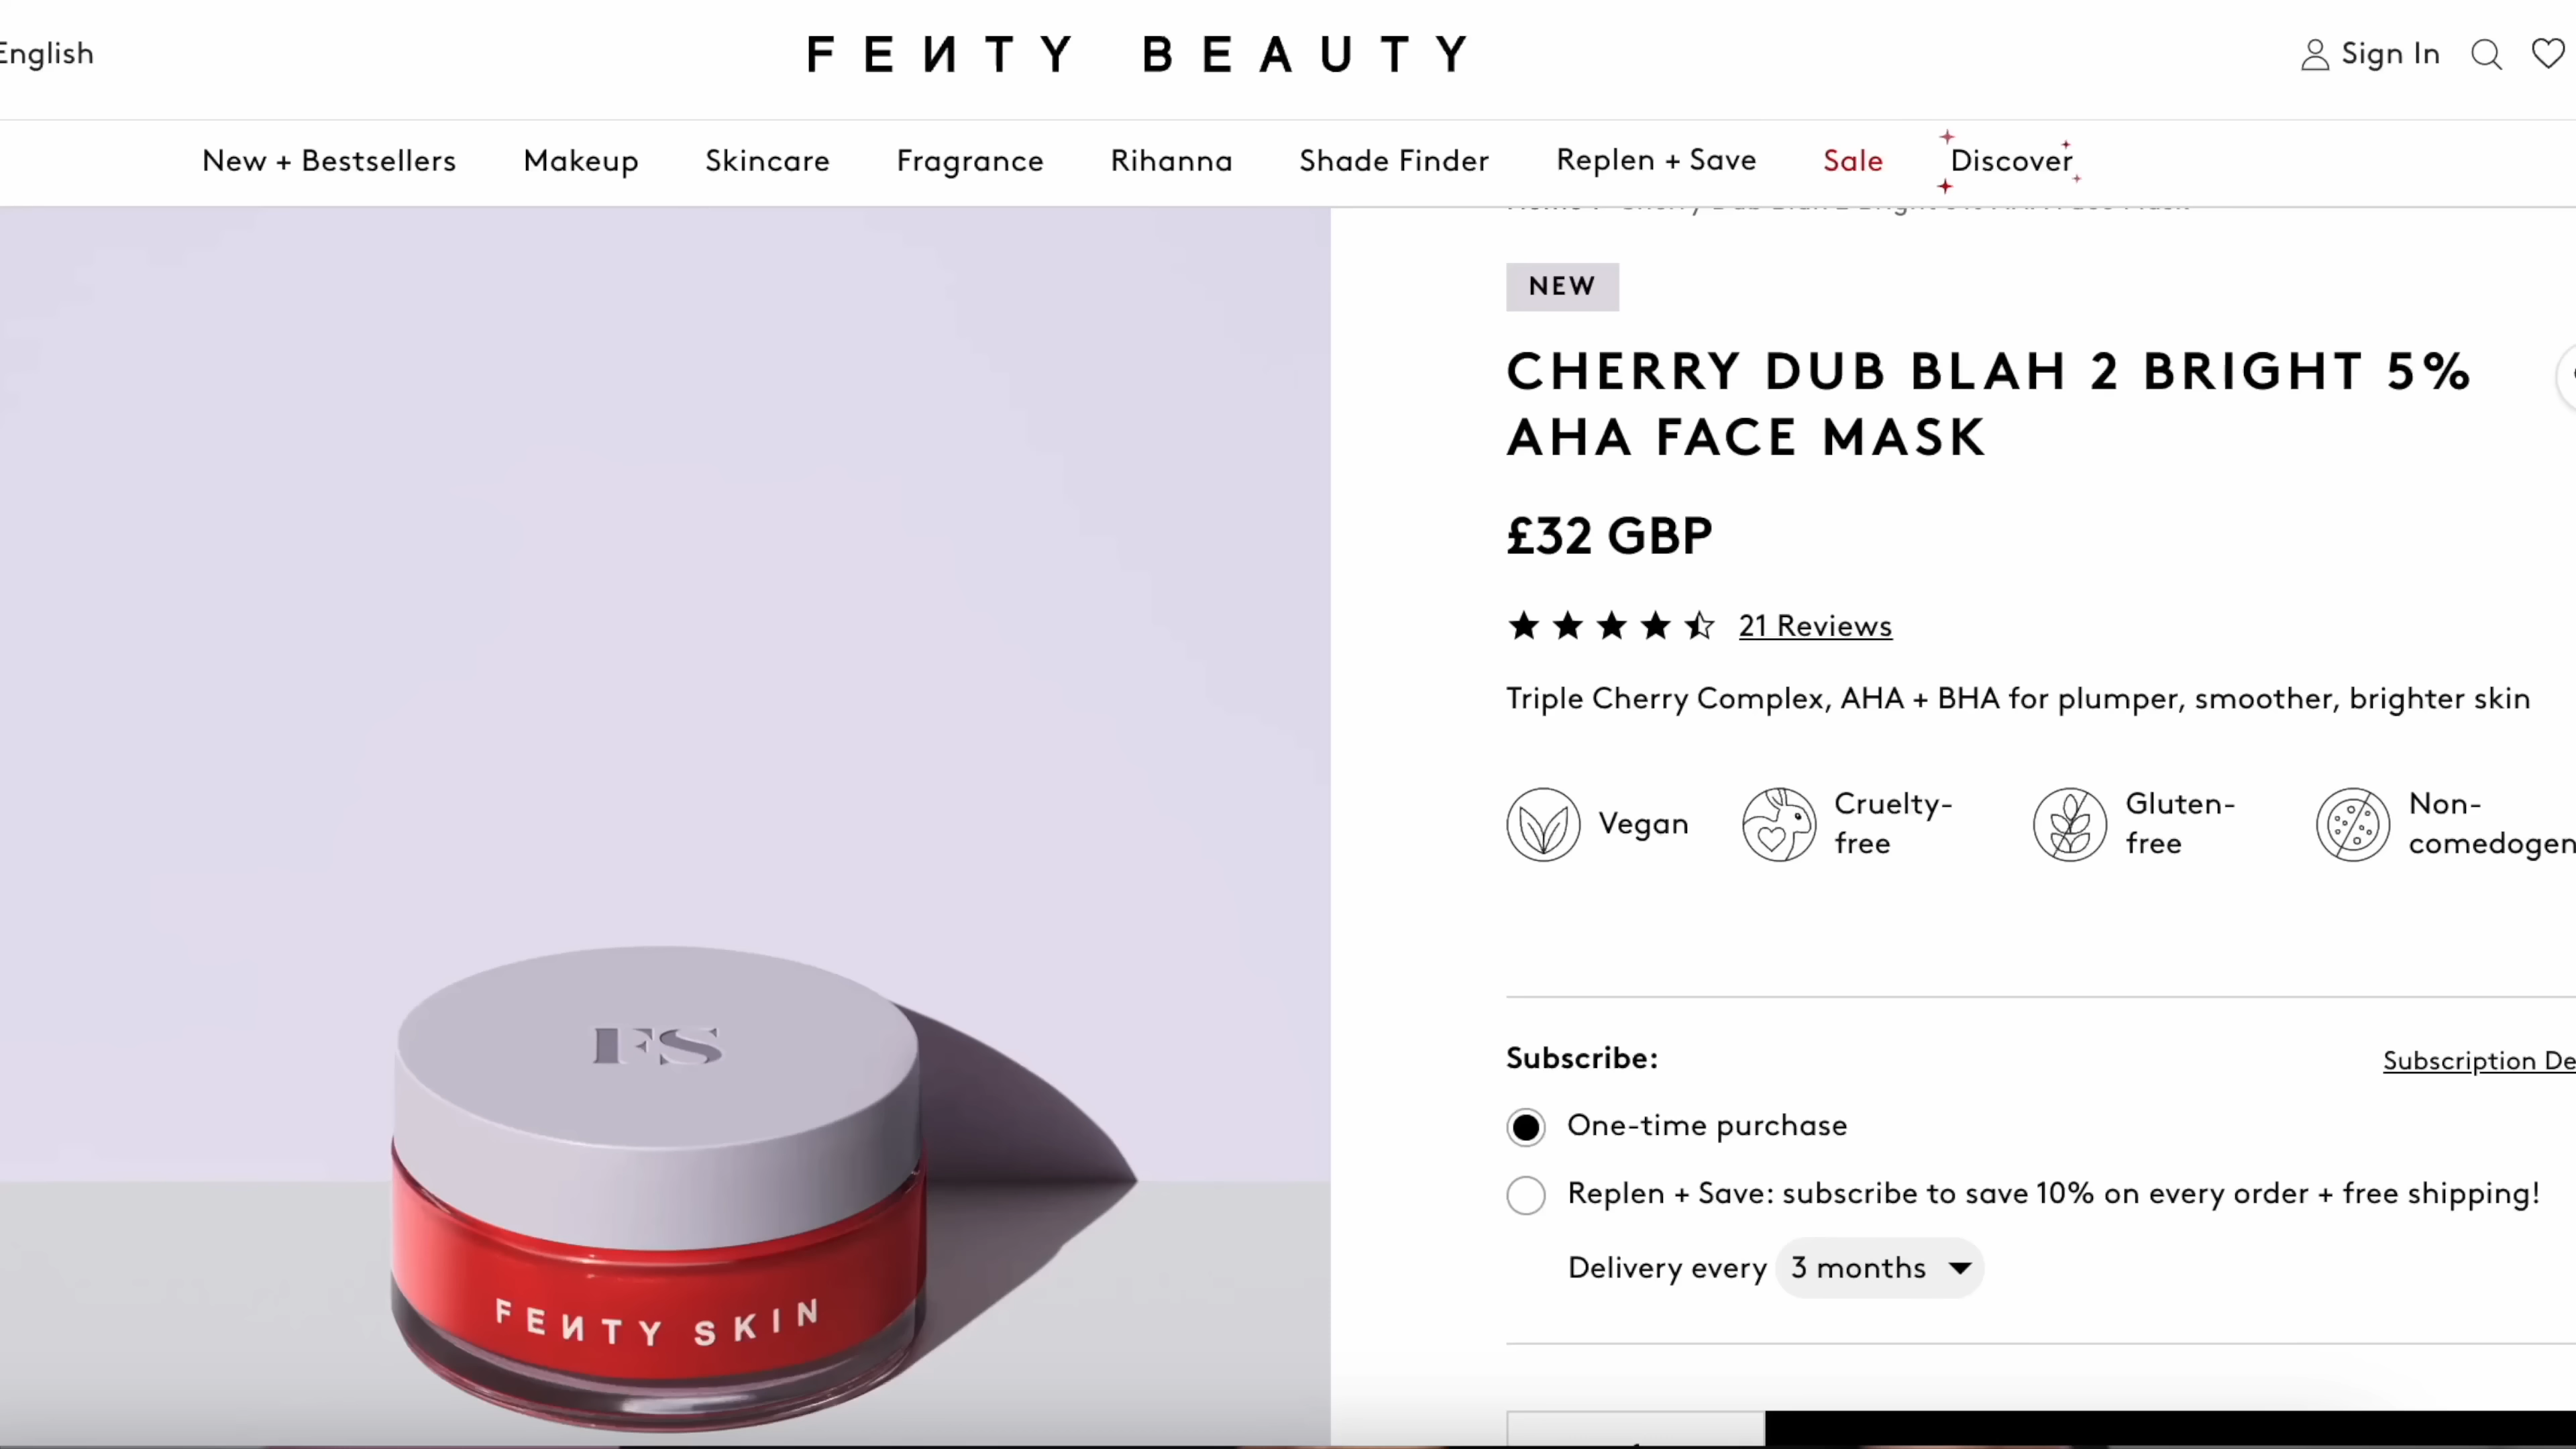 English
FENTY BEAUTY
Sign In
New + Bestsellers
Makeup
Skincare
Fragrance
Rihanna
Shade Finder
Replen + Save
Sale
Discover
NEW
CHERRY DUB BLAH 2 BRIGHT 5%
AHA FACE MASK
£32 GBP
21 Reviews
Triple Cherry Complex, AHA + BHA for plumper, smoother, brighter skin
Vegan
Cruelty-
free
Gluten-
free
Non-
comedogen
Subscribe:
Subscription De
One-time purchase
Replen + Save: subscribe to save 10% on every order + free shipping!
Delivery every 3 months
FS
FENTY SKIN